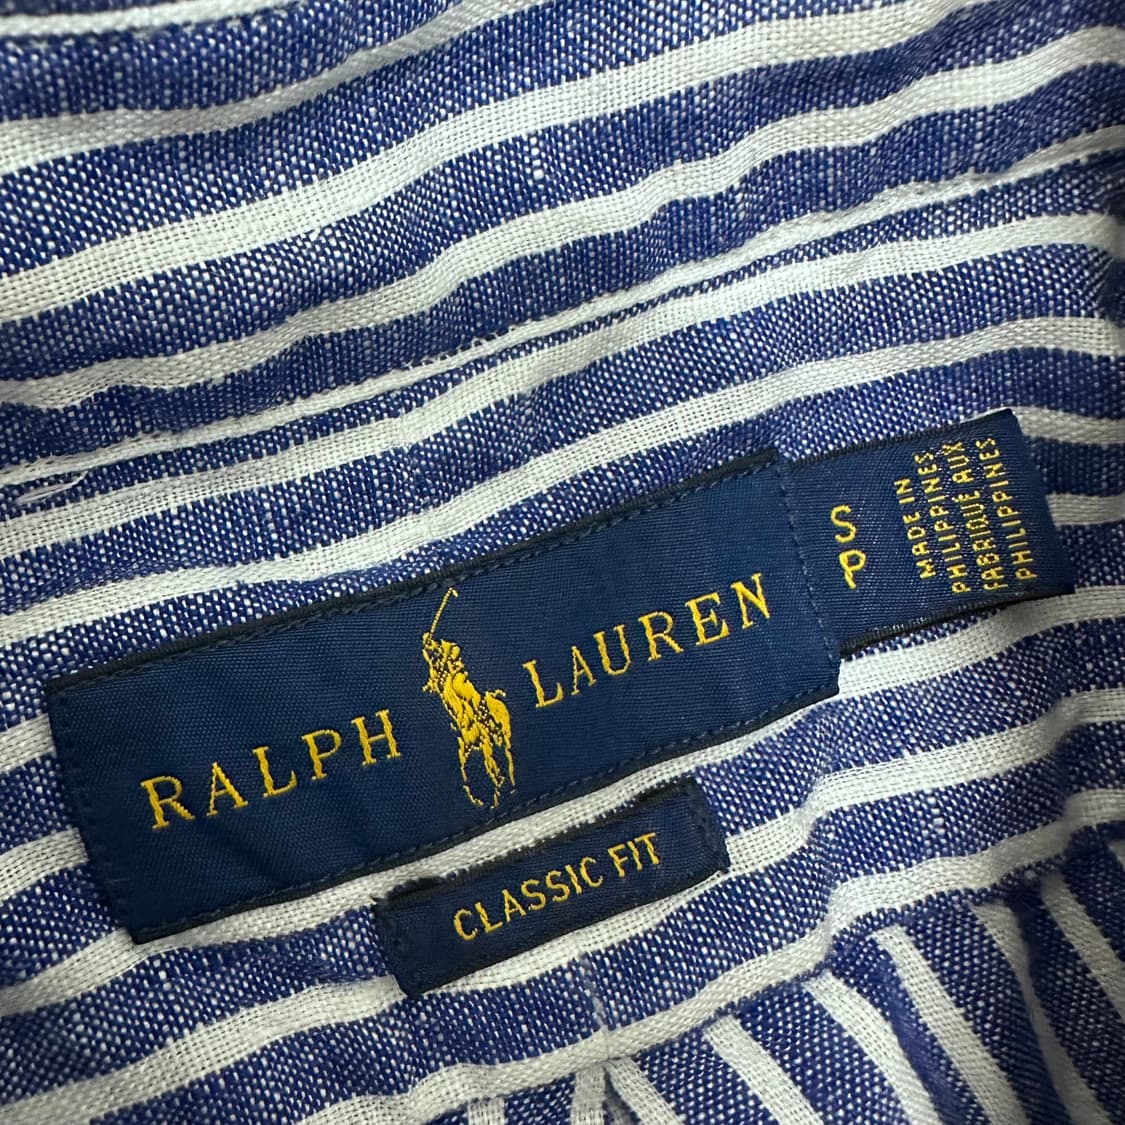 RALPH LAUREN
S
P
MADE IN
PHILIPPINES
FABRIQUÉ AUX
PHILIPPINES
CLASSIC FIT